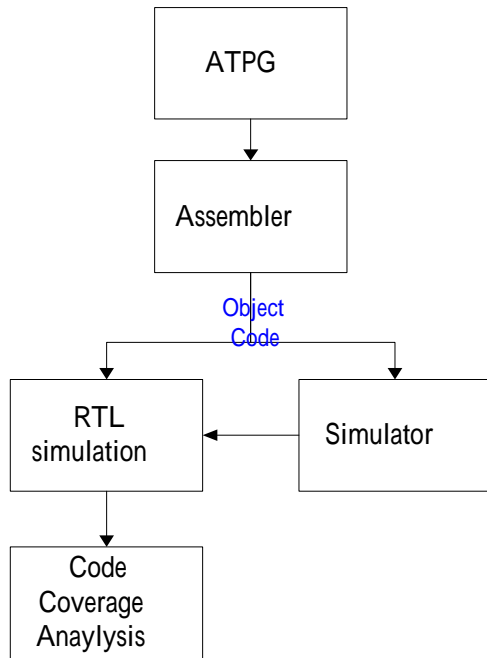 ATPG
Assembler
Object
Code
RTL
simulation
Simulator
Code
Coverage
Anaylysis